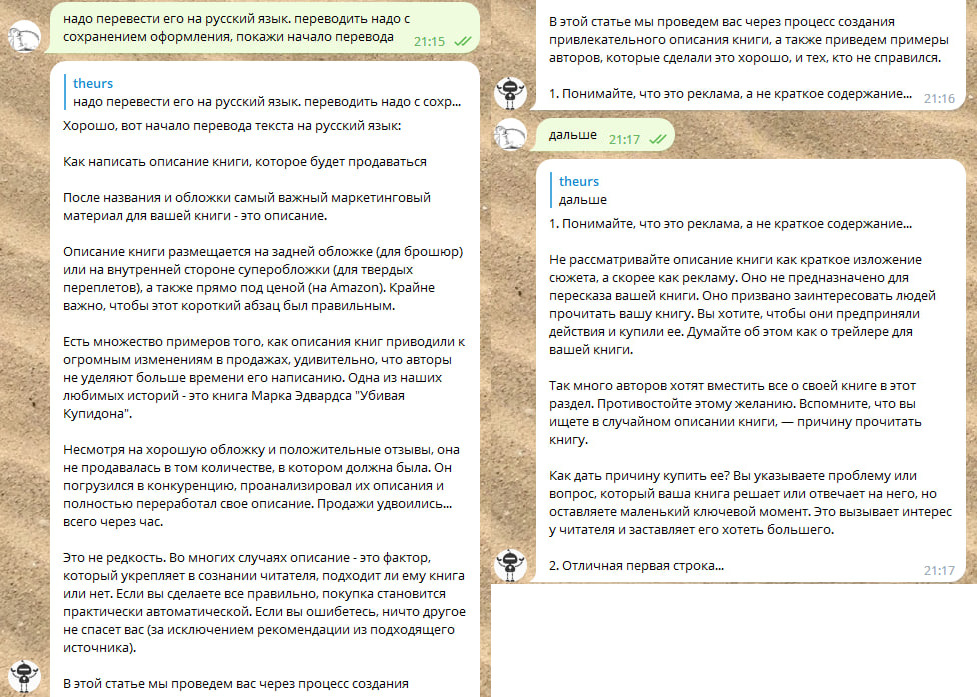 надо перевести его на русский язык. переводить надо с
сохранением оформления, покажи начало перевода
21:15
theurs
надо перевести его на русский язык. переводить надо с сохр...
Хорошо, вот начало перевода текста на русский язык:
Как написать описание книги, которое будет продаваться
После названия и обложки самый важный маркетинговый
материал для вашей книги - это описание.
Описание книги размещается на задней обложке (для брошюр)
или на внутренней стороне суперобложки (для твердых
переплетов), а также прямо под ценой (на Amazon). Крайне
важно, чтобы этот короткий абзац был правильным.
Есть множество примеров того, как описания книг приводили к
огромным изменениям в продажах, удивительно, что авторы
не уделяют больше времени его написанию. Одна из наших
любимых историй - это книга Марка Эдвардса "Убивая
Купидона".
Несмотря на хорошую обложку и положительные отзывы, она
не продавалась в том количестве, в котором должна была. Он
погрузился в конкуренцию, проанализировал их описания и
полностью переработал свое описание. Продажи удвоились...
всего через час.
Это не редкость. Во многих случаях описание - это фактор,
который укрепляет в сознании читателя, подходит ли ему книга
или нет. Если вы сделаете все правильно, покупка становится
практически автоматической. Если вы ошибетесь, ничто другое
не спасет вас (за исключением рекомендации из подходящего
источника).
В этой статье мы проведем вас через процесс создания
В этой статье мы проведем вас через процесс создания
привлекательного описания книги, а также приведем примеры
авторов, которые сделали это хорошо, и тех, кто не справился.
1. Понимайте, что это реклама, а не краткое содержание...
21:16
дальше
21:17
theurs
дальше
1. Понимайте, что это реклама, а не краткое содержание...
Не рассматривайте описание книги как краткое изложение
сюжета, а скорее как рекламу. Оно не предназначено для
пересказа вашей книги. Оно призвано заинтересовать людей
прочитать вашу книгу. Вы хотите, чтобы они предприняли
действия и купили ее. Думайте об этом как о трейлере для
вашей книги.
Так много авторов хотят вместить все о своей книге в этот
раздел. Противостойте этому желанию. Вспомните, что вы
ищете в случайном описании книги, — причину прочитать
книгу.
Как дать причину купить ее? Вы указываете проблему или
вопрос, который ваша книга решает или отвечает на него, но
оставляете маленький ключевой момент. Это вызывает интерес
у читателя и заставляет его хотеть большего.
2. Отличная первая строка...
21:17